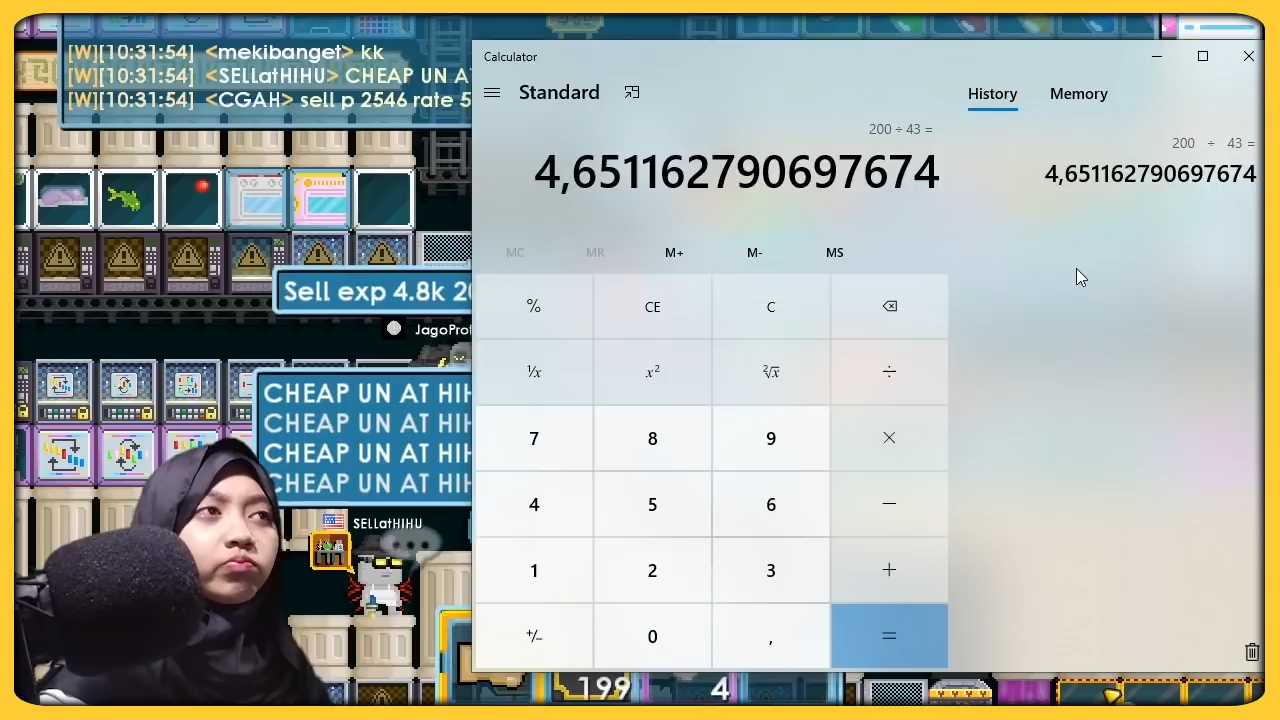 [W][10:31:54] <mekibanget> kk
[W][10:31:54] <SELLatHIHU> CHEAP UN A
[W][10:31:54] <CGAH> sell p 2546 rate 5
Sell exp 4.8k 20
JagoProf
CHEAP UN AT HIH
CHEAP UN AT HIH
CHEAP UN AT HIH
CHEAP UN AT HIH
SELLatHIHU
199 4
Calculator
Standard
History Memory
200 ÷ 43 =
4,651162790697674
200 ÷ 43 =
4,651162790697674
MC MR M+ M- MS
% CE C
¹/x x² ²√x ÷
7 8 9 ×
4 5 6 −
1 2 3 +
+/− 0 , =